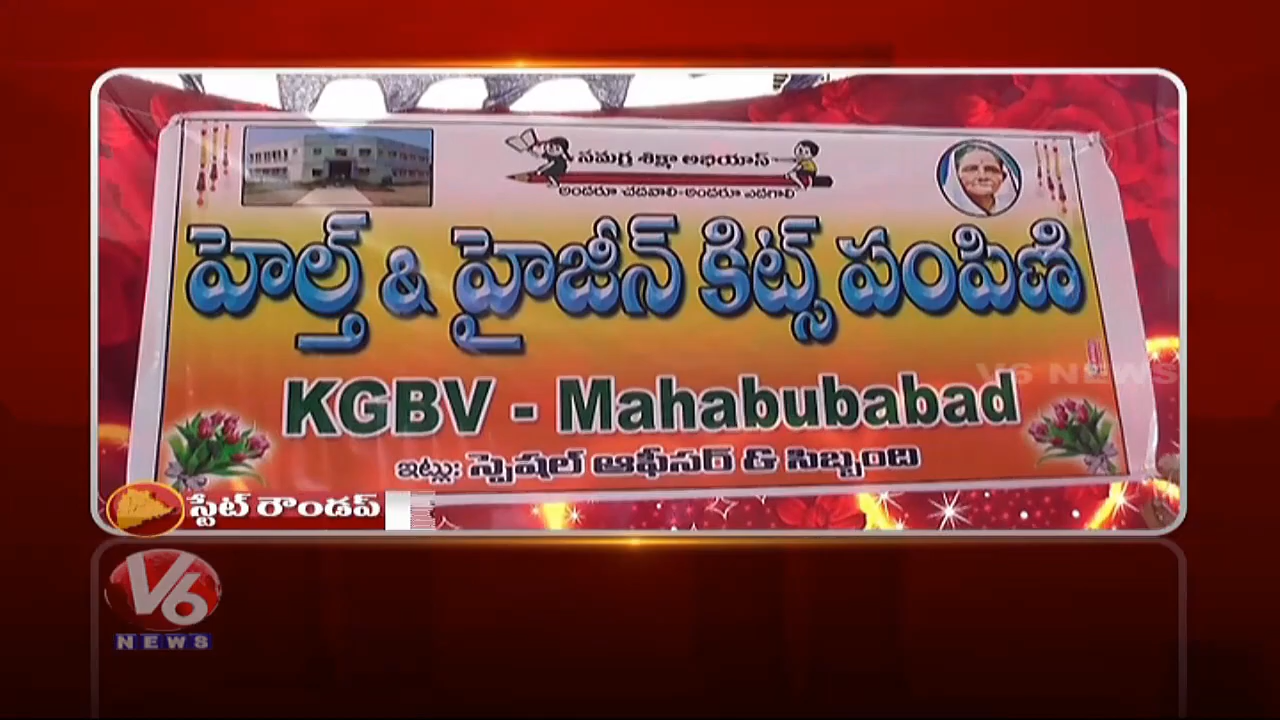 సమగ్ర శిక్షా అభియాన్
అందరూ చదవాలి-అందరూ ఎదగాలి
హెల్త్ & హైజీన్ కిట్స్ పంపిణి
KGBV - Mahabubabad
ఇట్లు: స్పెషల్ ఆఫీసర్ & సిబ్బంది
V6 NEWS
స్టేట్ రౌండప్
V6
NEWS